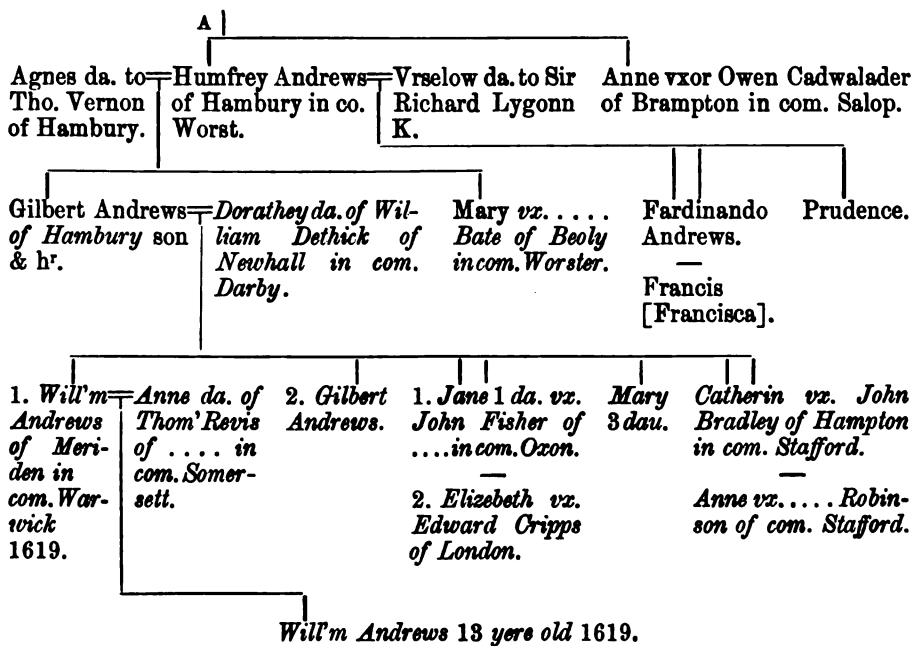 A
Agnes da. to
Tho. Vernon
of Hambury.
Humfrey Andrews
of Hambury in co.
Worst.
Vrselow da. to Sir
Richard Lygonn
K.
Anne vxor Owen Cadwalader
of Brampton in com. Salop.
Gilbert Andrews
of Hambury son
& hr.
Dorathey da. of Wil-
liam Dethick of
Newhall in com.
Darby.
Mary vx. . . . . .
Bate of Beoly
in com. Worster.
Fardinando
Andrews.
—
Francis
[Francisca].
Prudence.
1. Will'm
Andrews
of Meri-
den in
com. War-
wick
1619.
Anne da. of
Thom' Revis
of . . . . in
com. Somer-
sett.
2. Gilbert
Andrews.
1. Jane 1 da. vx.
John Fisher of
. . . . in com. Oxon.
—
2. Elizebeth vx.
Edward Cripps
of London.
Mary
3 dau.
Catherin vx. John
Bradley of Hampton
in com. Stafford.
—
Anne vx. . . . . . Robin-
son of com. Stafford.
Will'm Andrews 13 yere old 1619.